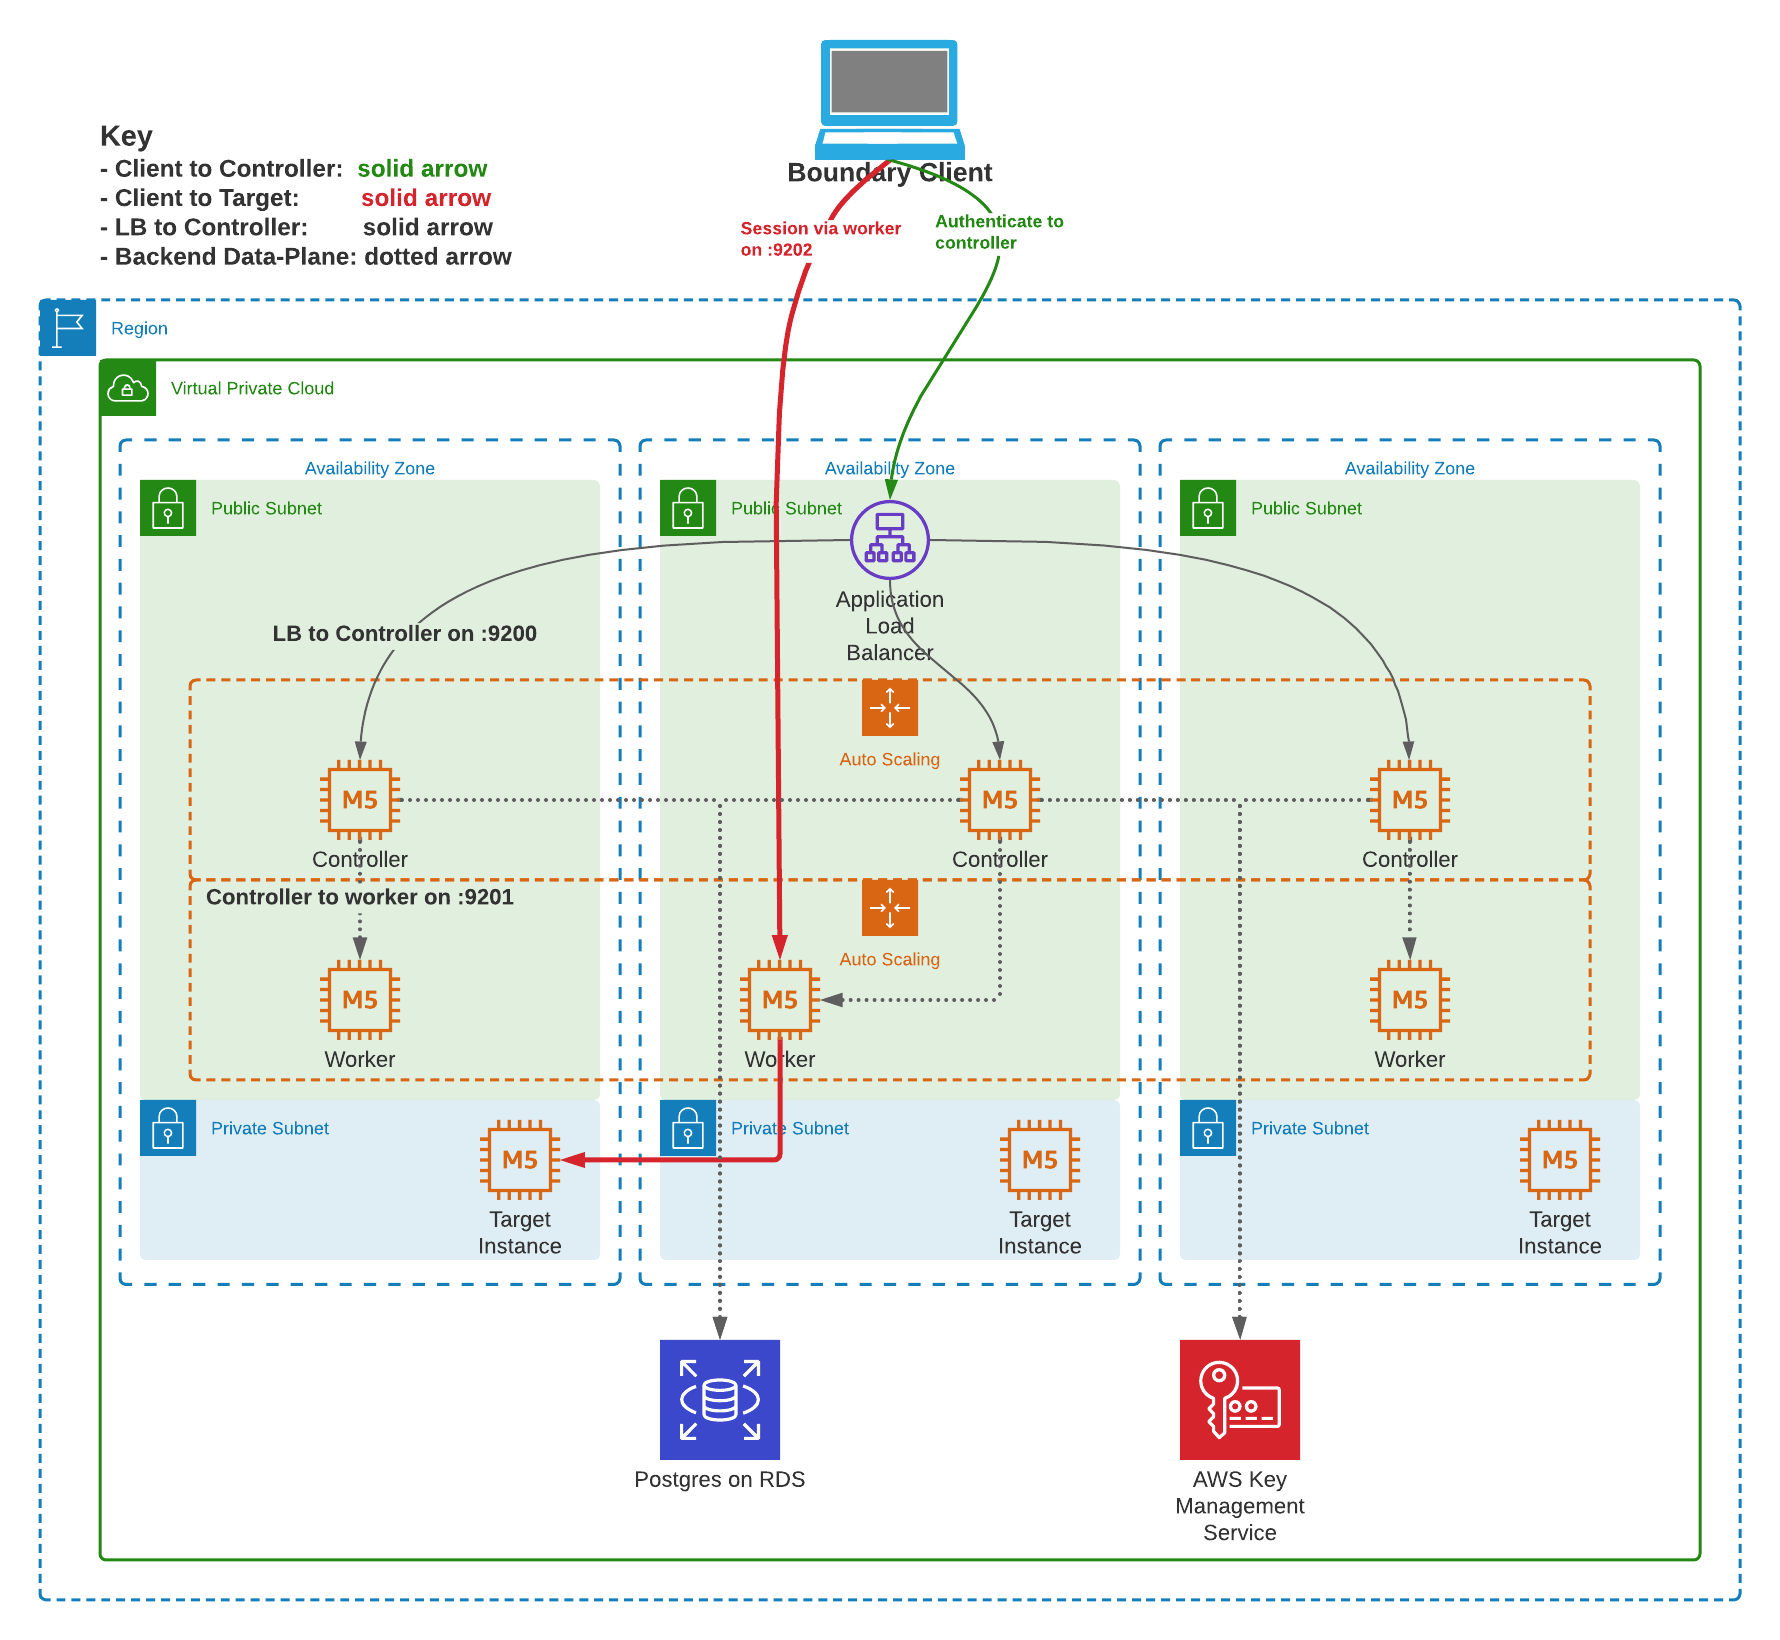 Key
- Client to Controller: solid arrow
- Client to Target: solid arrow
- LB to Controller: solid arrow
- Backend Data-Plane: dotted arrow
Boundary Client
Session via worker
on :9202
Authenticate to
controller
Region
Virtual Private Cloud
Availability Zone
Availability Zone
Availability Zone
Public Subnet
Public Subnet
Public Subnet
Application
Load
Balancer
LB to Controller on :9200
Auto Scaling
M5
M5
M5
Controller
Controller
Controller
Controller to worker on :9201
Auto Scaling
M5
M5
M5
Worker
Worker
Worker
Private Subnet
Private Subnet
Private Subnet
M5
M5
M5
Target
Instance
Target
Instance
Target
Instance
Postgres on RDS
AWS Key
Management
Service